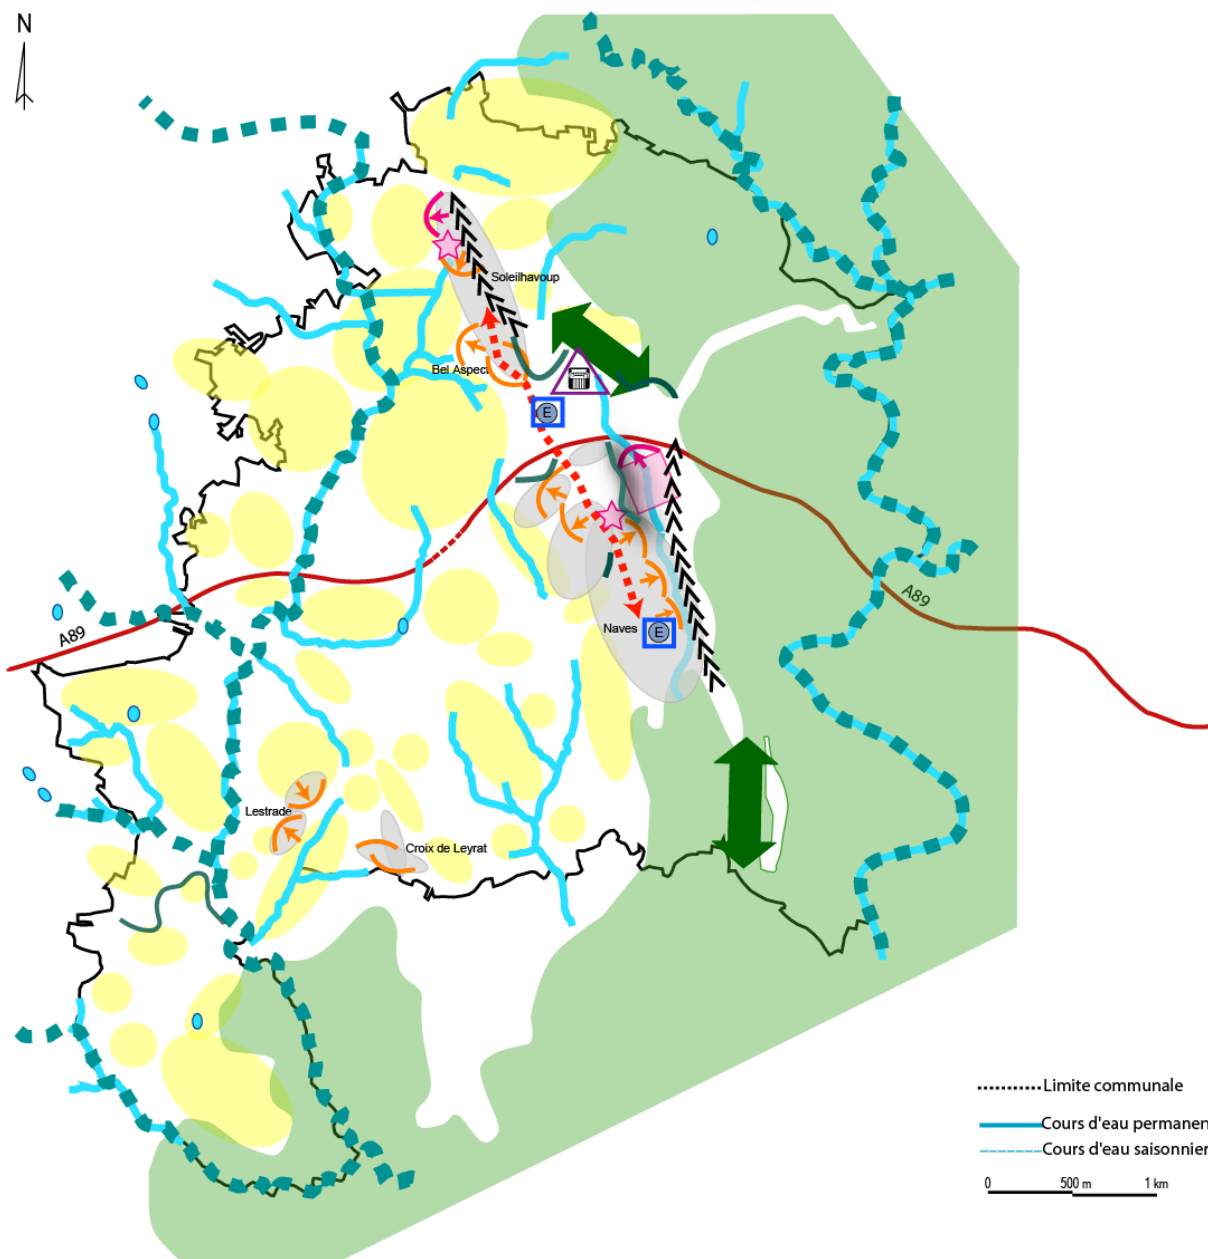 N
Soleilhavoup
Bel Aspect
E
A89
Naves
E
A89
Lestrade
Croix de Leyrat
Limite communale
Cours d'eau permanen
Cours d'eau saisonnier
0 500 m 1 km